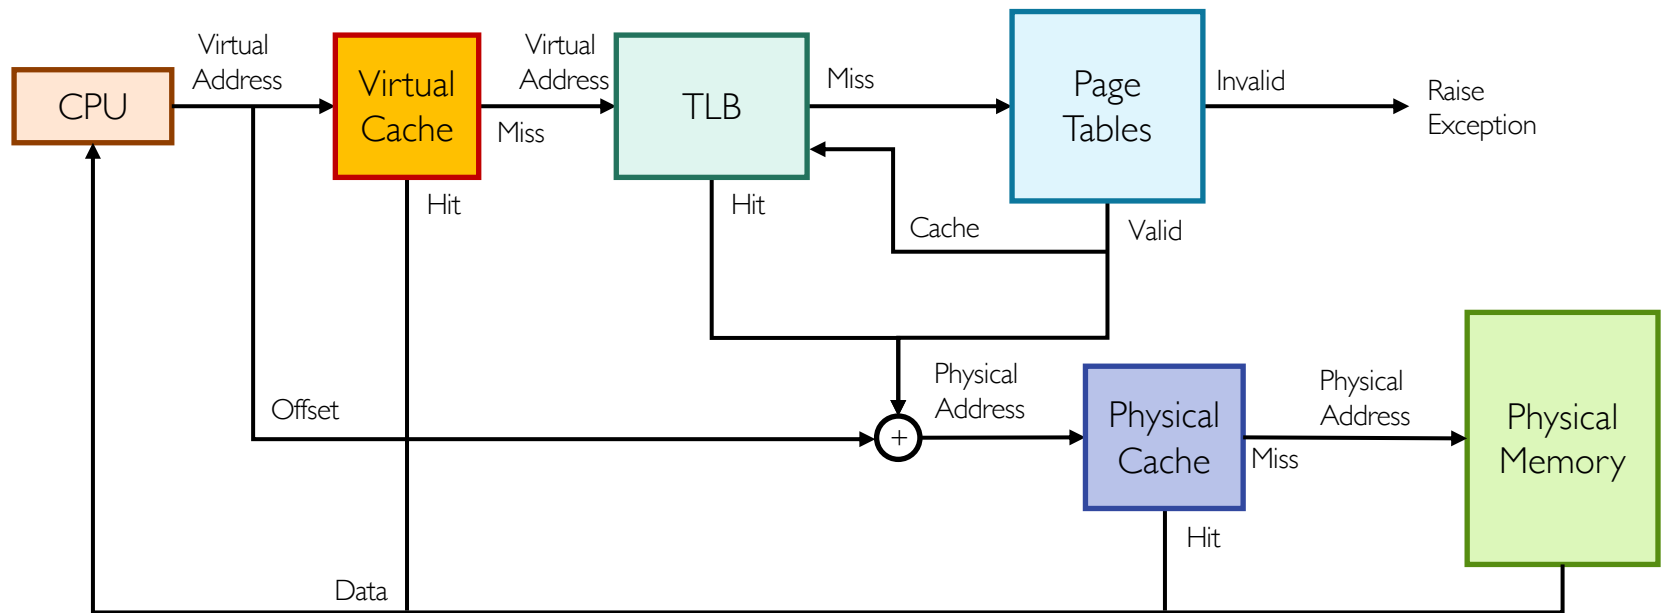 CPU
Virtual
Address
Virtual
Cache
Hit
Virtual
Address
Miss
TLB
Hit
Miss
Page
Tables
Invalid
Raise
Exception
Cache
Valid
Offset
+
Physical
Address
Physical
Cache
Hit
Physical
Address
Miss
Physical
Memory
Data